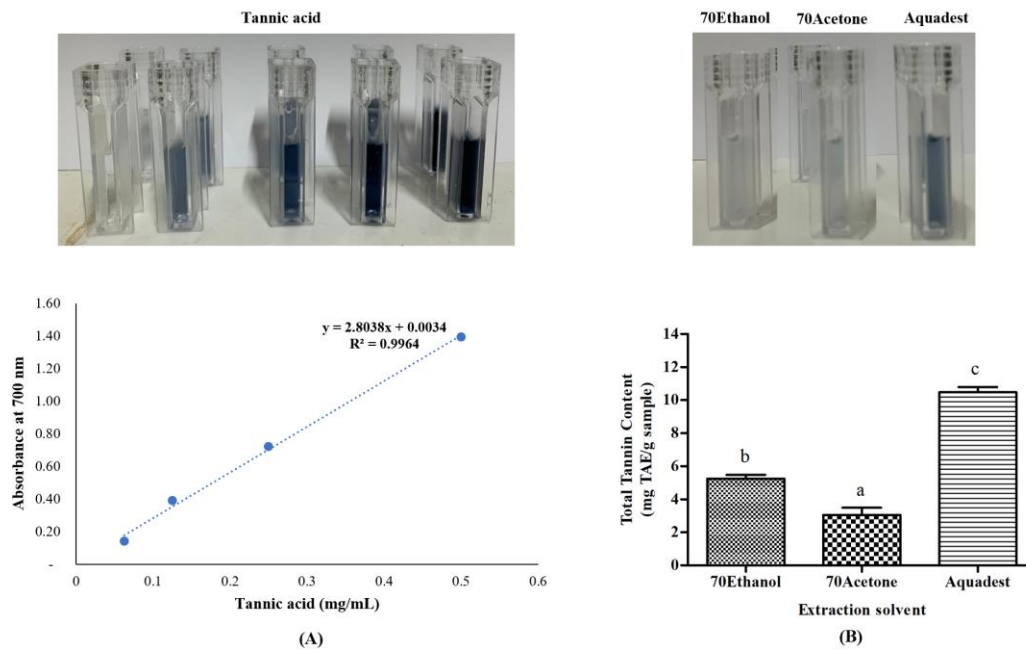 Tannic acid
70Ethanol 70Acetone Aquadest
1.60
1.40
1.20
1.00
0.80
0.60
0.40
0.20
-
y = 2.8038x + 0.0034
R² = 0.9964
Absorbance at 700 nm
0 0.1 0.2 0.3 0.4 0.5 0.6
Tannic acid (mg/mL)
(A)
14
12
10
8
6
4
2
0
Total Tannin Content
(mg TAE/g sample)
b
a
c
70Ethanol 70Acetone Aquadest
Extraction solvent
(B)